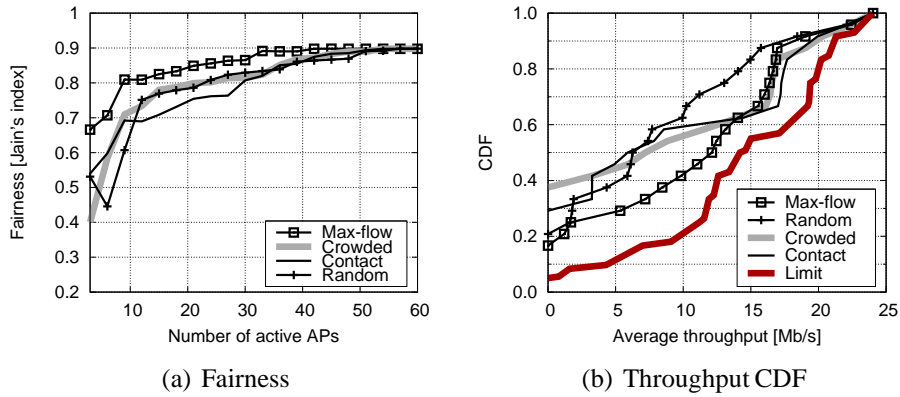 Fairness [Jain's index]
1
0.9
0.8
0.7
0.6
0.5
0.4
0.3
0.2
10 20 30 40 50 60
Number of active APs
Max-flow
Crowded
Contact
Random
(a) Fairness
CDF
1.0
0.8
0.6
0.4
0.2
0.0
0 5 10 15 20 25
Average throughput [Mb/s]
Max-flow
Random
Crowded
Contact
Limit
(b) Throughput CDF